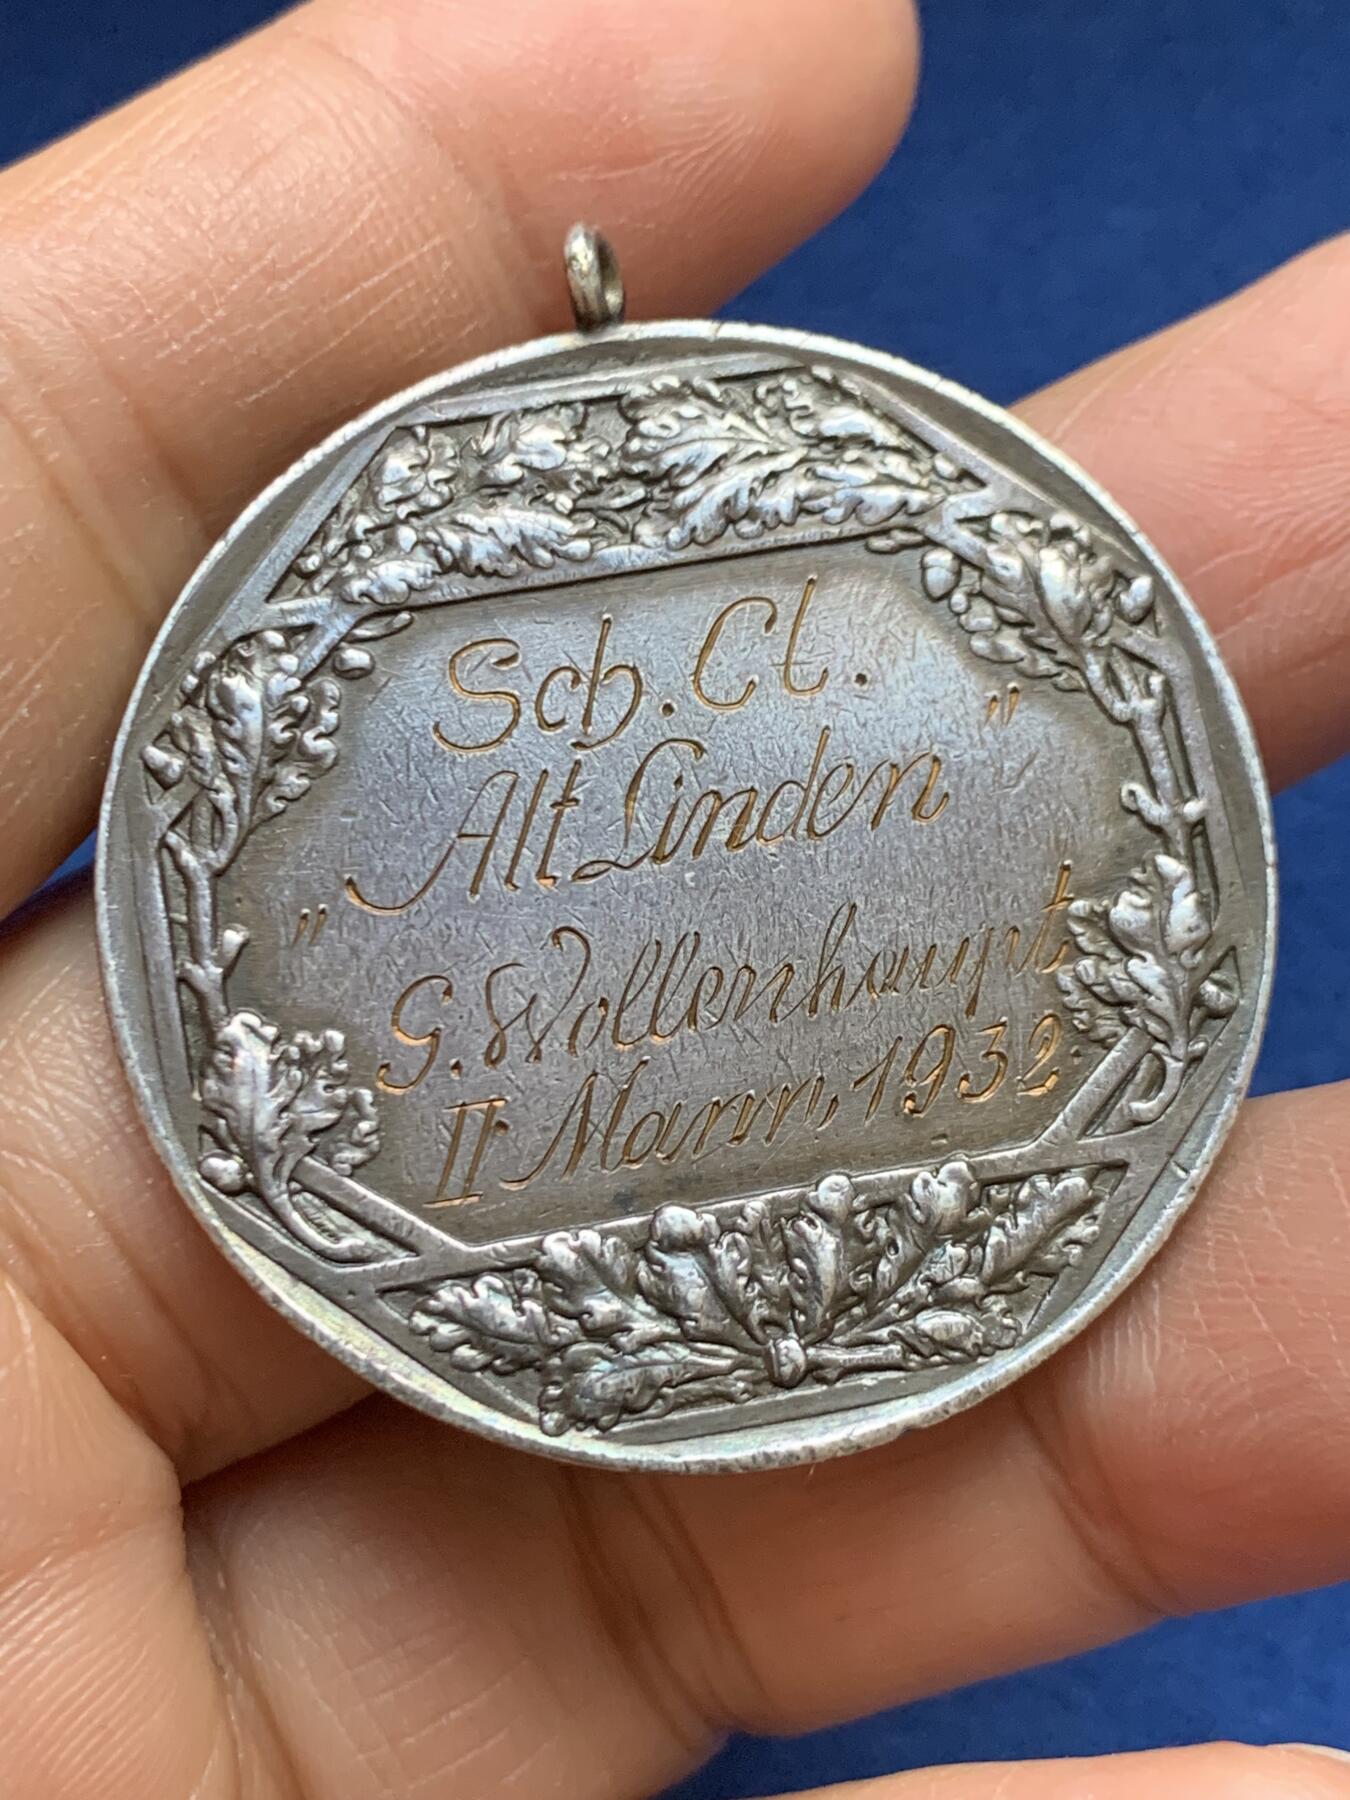 Sch. Cl.
Alt Linden"
"
G. Wollenhaupt
II Mann, 1932.